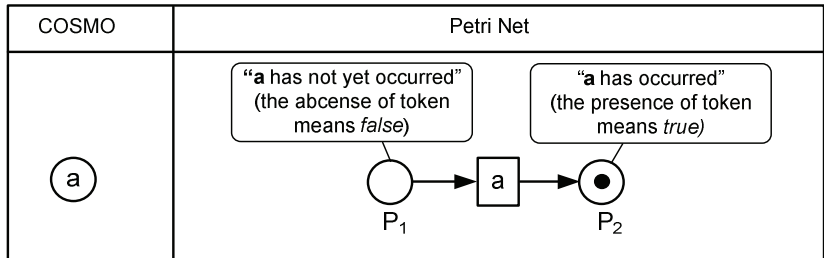 COSMO
Petri Net
“a has not yet occurred”
(the abcense of token
means false)
“a has occurred”
(the presence of token
means true)
a
a
P1
P2